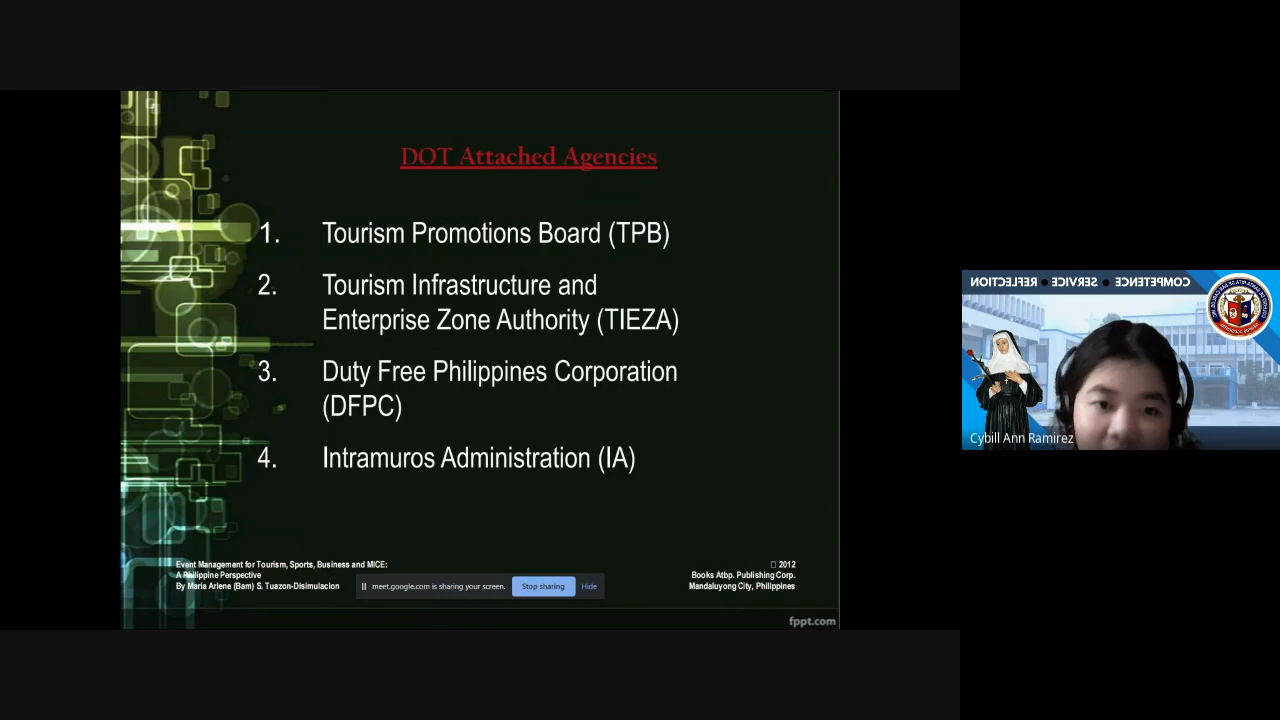 DOT Attached Agencies
1. Tourism Promotions Board (TPB)
2. Tourism Infrastructure and
Enterprise Zone Authority (TIEZA)
3. Duty Free Philippines Corporation
(DFPC)
4. Intramuros Administration (IA)
Event Management for Tourism, Sports, Business and MICE:
A Philippine Perspective
By Maria Arlene (Bam) S. Tuazon-Disimulacion
meet.google.com is sharing your screen.
Stop sharing
Hide
2012
Books Atbp. Publishing Corp.
Mandaluyong City, Philippines
fppt.com
COMPETENCE ● SERVICE ● REFLECTION
Cybill Ann Ramirez